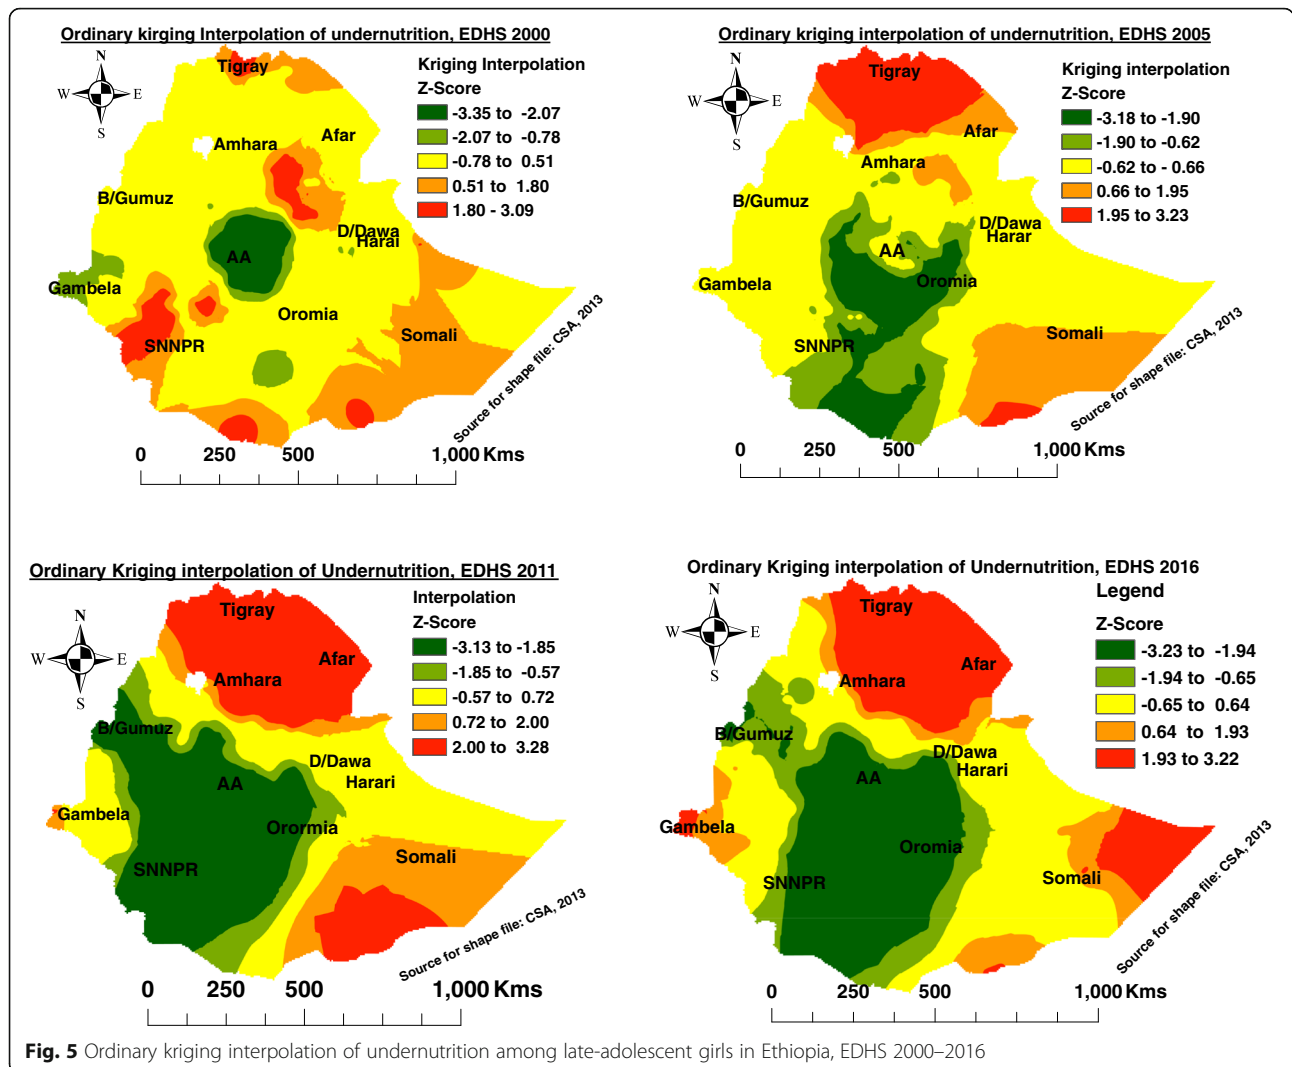 Ordinary kirging Interpolation of undernutrition, EDHS 2000
N
W
E
S
Kriging Interpolation
Z-Score
-3.35 to -2.07
-2.07 to -0.78
-0.78 to 0.51
0.51 to 1.80
1.80 - 3.09
Tigray
Amhara
Afar
B/Gumuz
D/Dawa
Harai
AA
Gambela
Oromia
Somali
SNNPR
Source for shape file: CSA, 2013
0 250 500 1,000 Kms
Ordinary kriging interpolation of undernutrition, EDHS 2005
N
W
E
S
Kriging interpolation
Z-Score
-3.18 to -1.90
-1.90 to -0.62
-0.62 to - 0.66
0.66 to 1.95
1.95 to 3.23
Tigray
Afar
Amhara
B/Gumuz
D/Dawa
Harar
AA
Gambela
Oromia
Somali
SNNPR
Source for shape file: CSA, 2013
0 250 500 1,000 Kms
Ordinary Kriging interpolation of Undernutrition, EDHS 2011
N
W
E
S
Interpolation
Z-Score
-3.13 to -1.85
-1.85 to -0.57
-0.57 to 0.72
0.72 to 2.00
2.00 to 3.28
Tigray
Afar
Amhara
B/Gumuz
D/Dawa
Harari
AA
Gambela
Orormia
Somali
SNNPR
Source for shape file: CSA, 2013
0 250 500 1,000 Kms
Ordinary Kriging interpolation of Undernutrition, EDHS 2016
N
W
E
S
Legend
Z-Score
-3.23 to -1.94
-1.94 to -0.65
-0.65 to 0.64
0.64 to 1.93
1.93 to 3.22
Tigray
Afar
Amhara
B/Gumuz
D/Dawa
Harari
AA
Gambela
Oromia
Somali
SNNPR
Source for shape file: CSA, 2013
0 250 500 1,000 Kms
Fig. 5 Ordinary kriging interpolation of undernutrition among late-adolescent girls in Ethiopia, EDHS 2000–2016